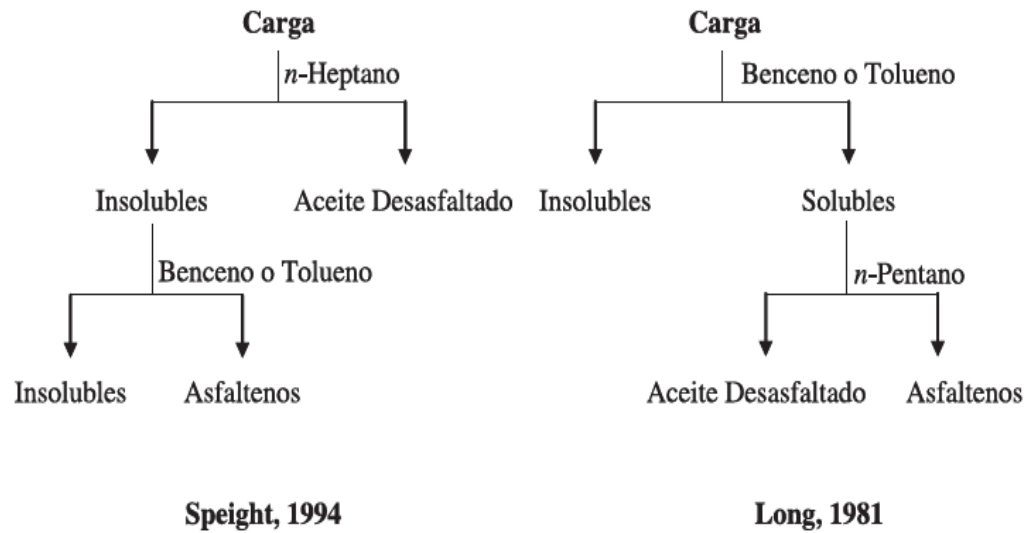 Carga
n-Heptano
Insolubles
Aceite Desasfaltado
Benceno o Tolueno
Insolubles
Asfaltenos
Speight, 1994
Carga
Benceno o Tolueno
Insolubles
Solubles
n-Pentano
Aceite Desasfaltado
Asfaltenos
Long, 1981